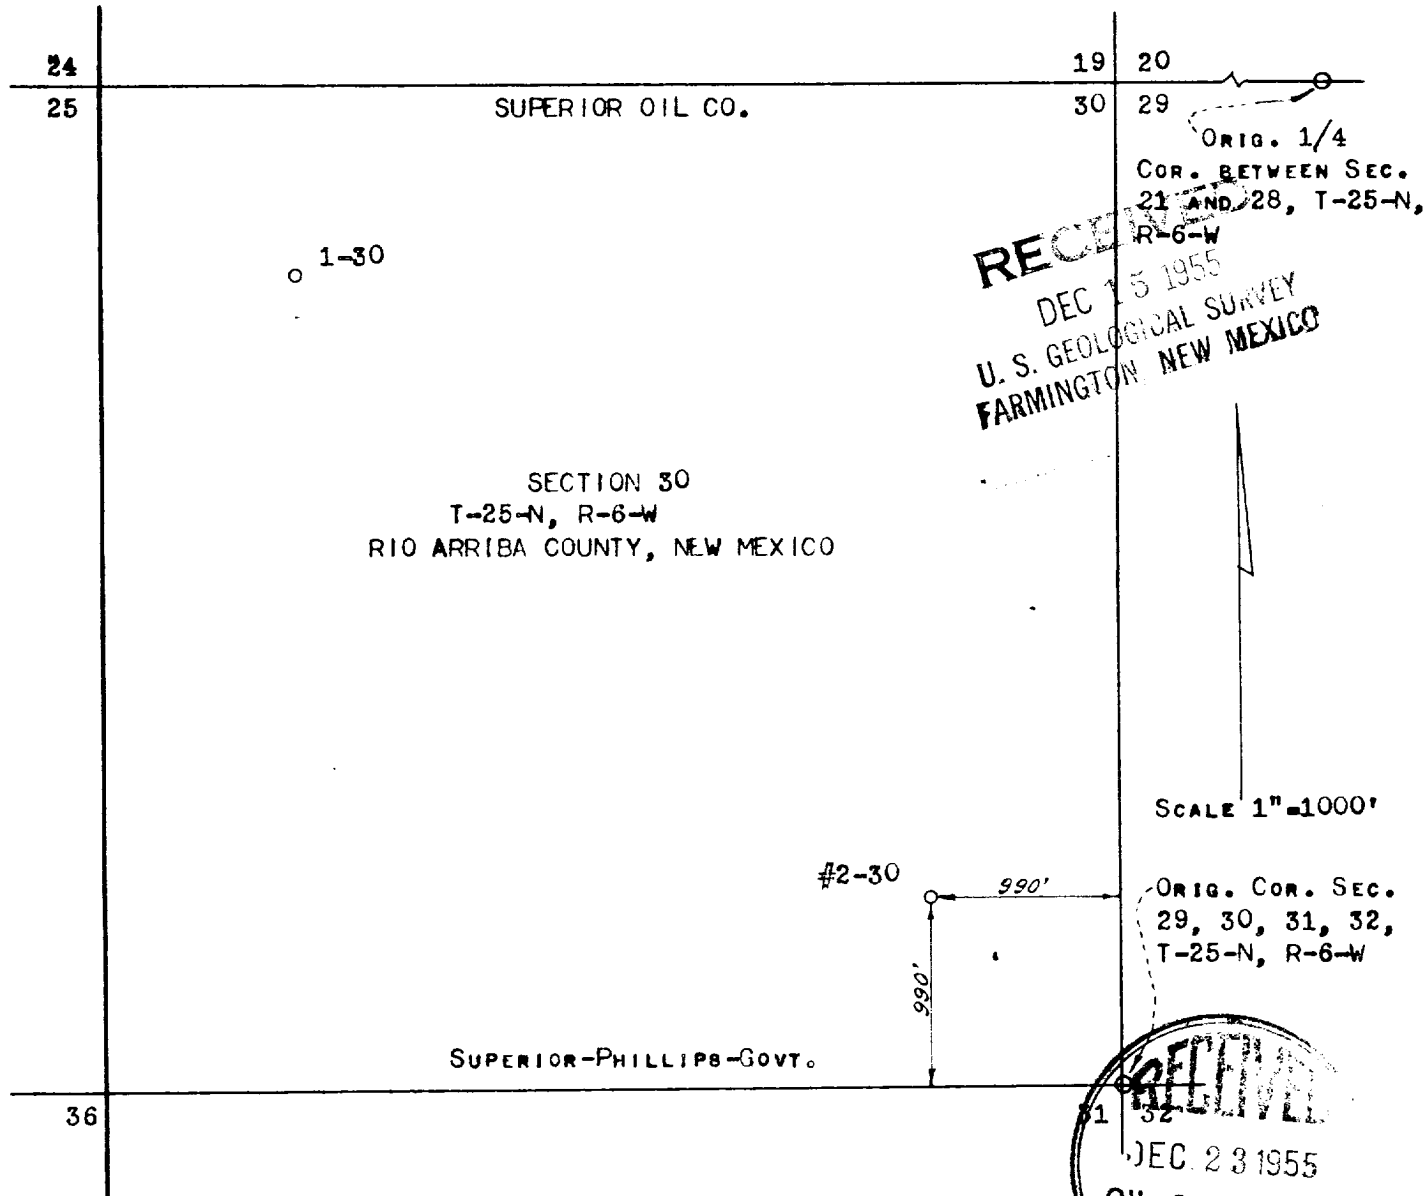 24
19 20
25
SUPERIOR OIL CO.
30 29
ORIG. 1/4
COR. BETWEEN SEC.
21 AND 28, T-25-N,
R-6-W
RECEIVED
DEC 15 1955
U. S. GEOLOGICAL SURVEY
FARMINGTON, NEW MEXICO
1-30
SECTION 30
T-25-N, R-6-W
RIO ARRIBA COUNTY, NEW MEXICO
SCALE 1"=1000'
#2-30
990'
990'
ORIG. COR. SEC.
29, 30, 31, 32,
T-25-N, R-6-W
SUPERIOR-PHILLIPS-GOVT.
36
31 32
RECEIVED
DEC 23 1955